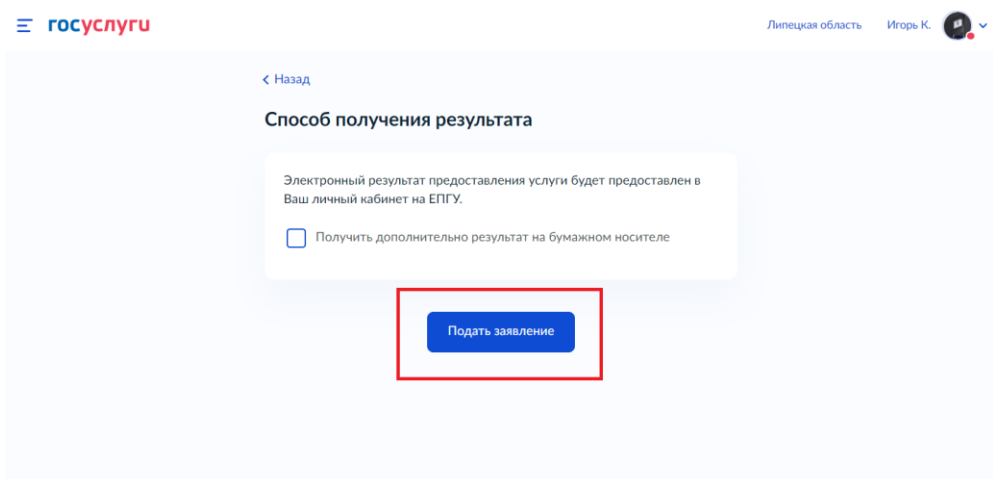 госуслуги
Липецкая область
Игорь К.
Назад
Способ получения результата
Электронный результат предоставления услуги будет предоставлен в
Ваш личный кабинет на ЕПГУ.
Получить дополнительно результат на бумажном носителе
Подать заявление